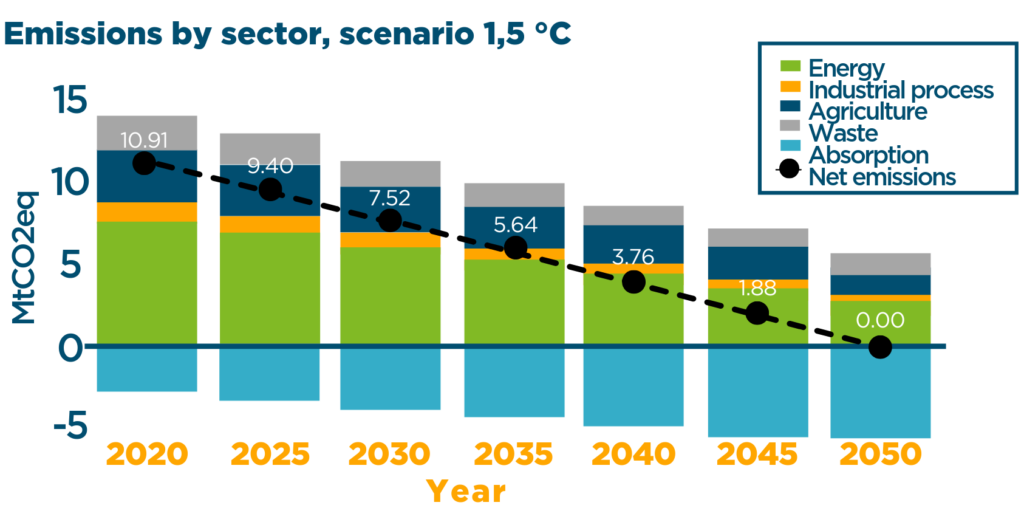 Emissions by sector, scenario 1,5 °C
Energy
Industrial process
Agriculture
Waste
Absorption
Net emissions
MtCO2eq
15
10
5
0
-5
10.91
9.40
7.52
5.64
3.76
1.88
0.00
2020 2025 2030 2035 2040 2045 2050
Year